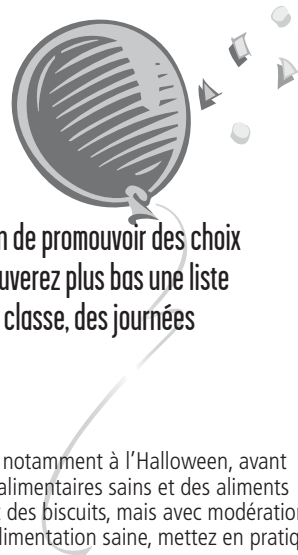 n de promouvoir des choix
uverez plus bas une liste
classe, des journées
notamment à l'Halloween, avant
alimentaires sains et des aliments
des biscuits, mais avec modération
limentation saine, mettez en pratiq